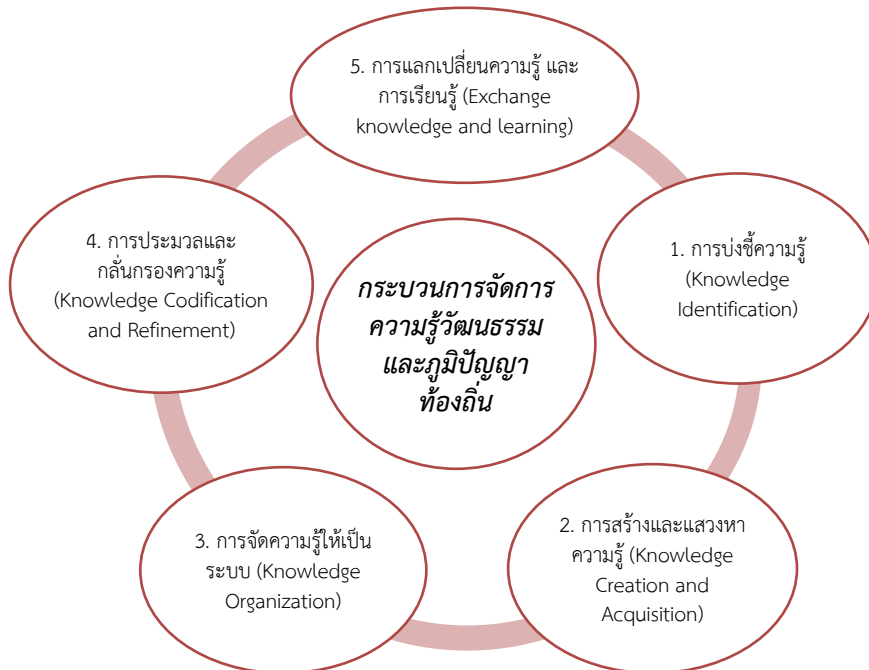 5. การแลกเปลี่ยนความรู้ และ
การเรียนรู้ (Exchange
knowledge and learning)
4. การประมวลและ
กลั่นกรองความรู้
(Knowledge Codification
and Refinement)
1. การบ่งชี้ความรู้
(Knowledge
Identification)
กระบวนการจัดการ
ความรู้วัฒนธรรม
และภูมิปัญญา
ท้องถิ่น
3. การจัดความรู้ให้เป็น
ระบบ (Knowledge
Organization)
2. การสร้างและแสวงหา
ความรู้ (Knowledge
Creation and
Acquisition)